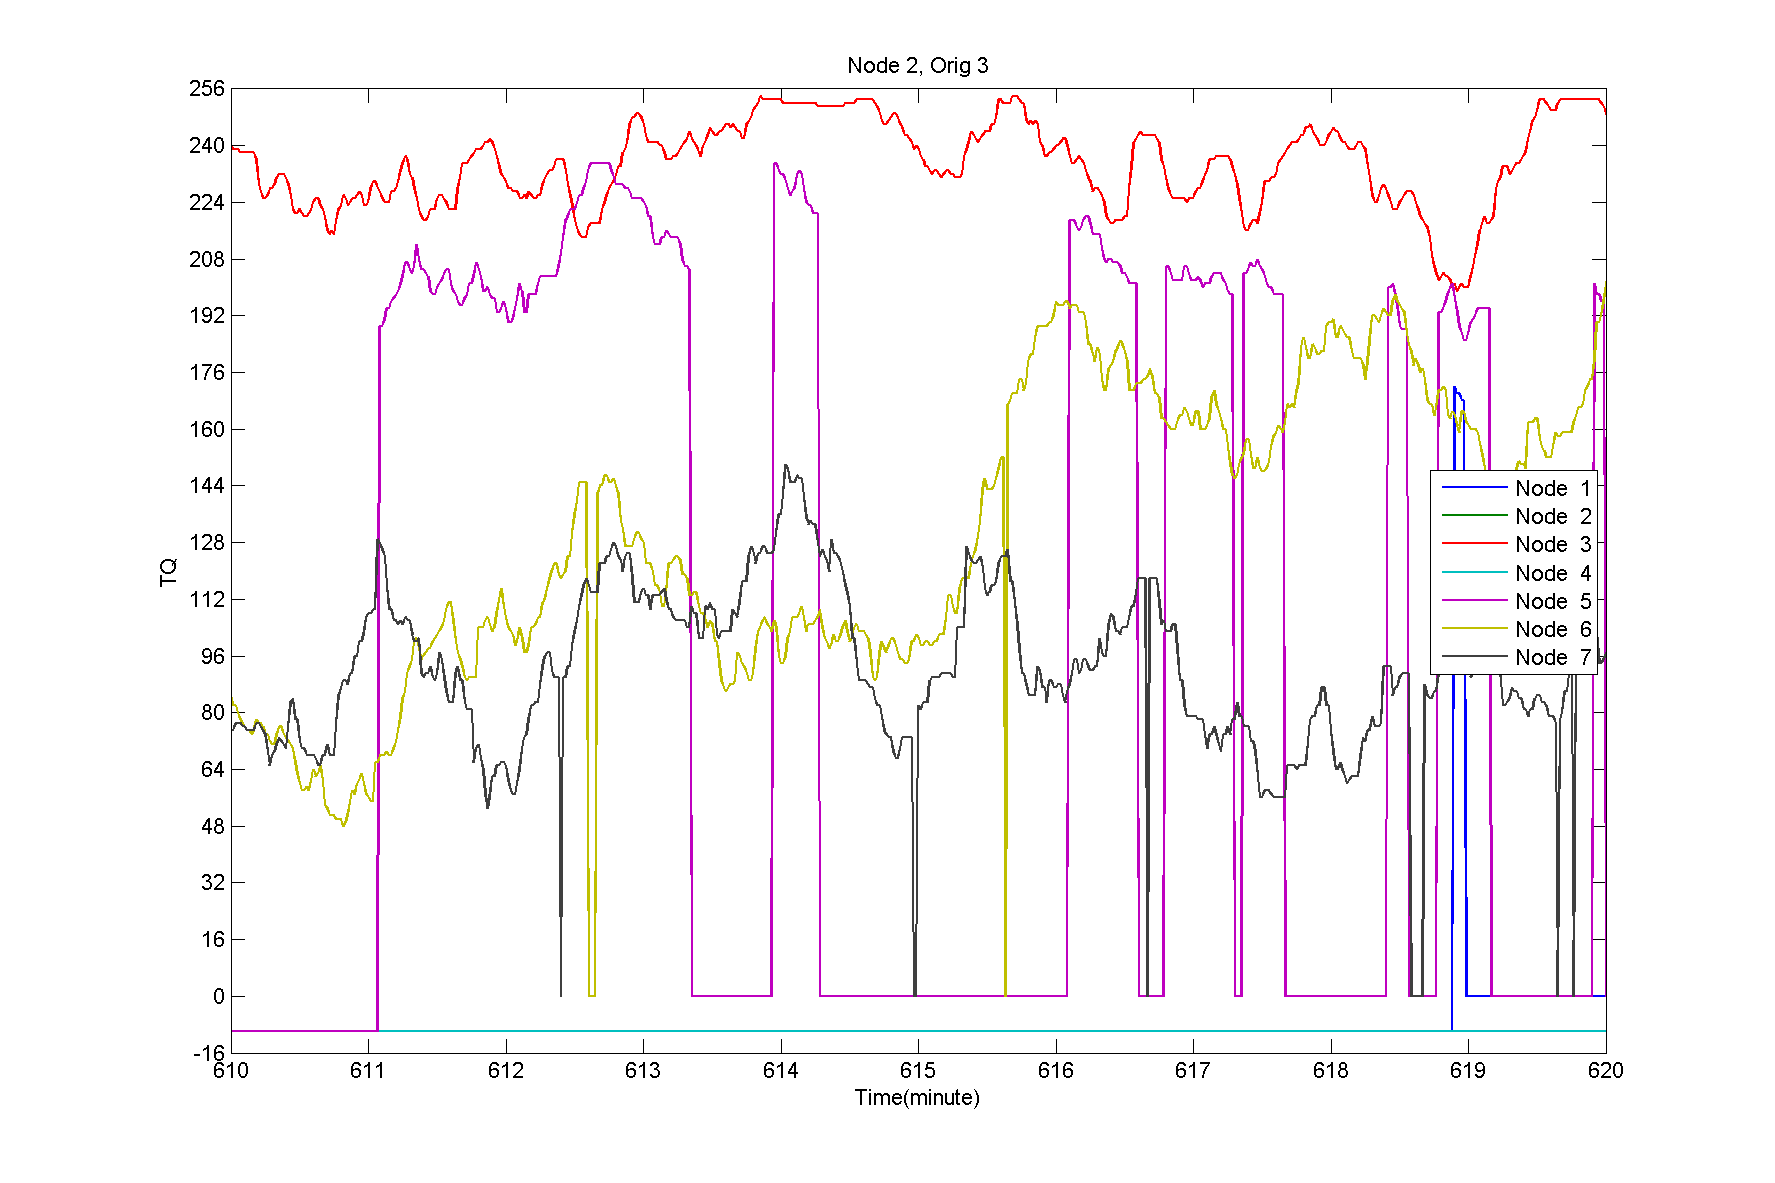 Node 2, Orig 3
256
240
224
208
192
176
160
144
128
112
96
80
64
48
32
16
0
-16
TQ
610 611 612 613 614 615 616 617 618 619 620
Time(minute)
Node 1
Node 2
Node 3
Node 4
Node 5
Node 6
Node 7